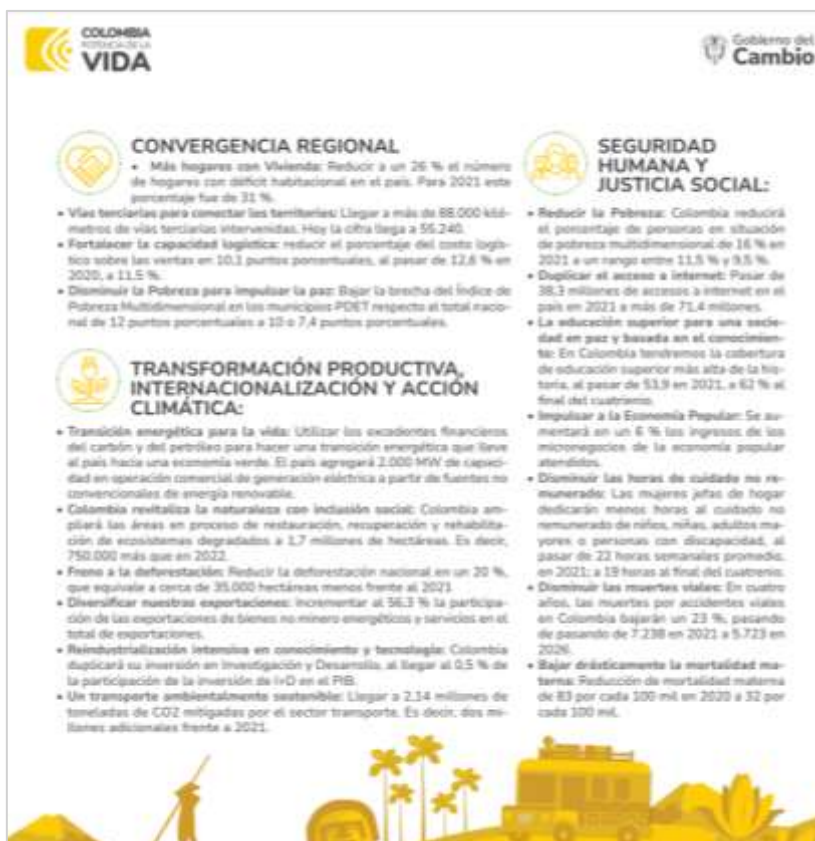 COLOMBIA
POTENCIA DE LA
VIDA
Gobierno del
Cambio
CONVERGENCIA REGIONAL
• Más hogares con Vivienda: Reducir a un 26 % el número
de hogares con déficit habitacional en el país. Para 2021 este
porcentaje fue de 31 %.
• Vías terciarias para conectar los territorios: Llegar a más de 88.000 kiló-
metros de vías terciarias intervenidas. Hoy la cifra llega a 55.240.
• Fortalecer la capacidad logística: reducir el porcentaje del costo logís-
tico sobre las ventas en 10,1 puntos porcentuales, al pasar de 12,6 % en
2020, a 11,5 %.
• Disminuir la Pobreza para impulsar la paz: Bajar la brecha del Índice de
Pobreza Multidimensional en los municipios PDET respecto al total nacio-
nal de 12 puntos porcentuales a 10 o 7,4 puntos porcentuales.
TRANSFORMACIÓN PRODUCTIVA,
INTERNACIONALIZACIÓN Y ACCIÓN
CLIMÁTICA:
• Transición energética para la vida: Utilizar los excedentes financieros
del carbón y del petróleo para hacer una transición energética que lleve
al país hacia una economía verde. El país agregará 2.000 MW de capaci-
dad en operación comercial de generación eléctrica a partir de fuentes no
convencionales de energía renovable.
• Colombia revitaliza la naturaleza con inclusión social: Colombia am-
pliará las áreas en proceso de restauración, recuperación y rehabilita-
ción de ecosistemas degradados a 1,7 millones de hectáreas. Es decir,
750.000 más que en 2022.
• Freno a la deforestación: Reducir la deforestación nacional en un 20 %,
que equivale a cerca de 35.000 hectáreas menos frente al 2021
• Diversificar nuestras exportaciones: incrementar al 56,3 % la participa-
ción de las exportaciones de bienes no minero energéticos y servicios en el
total de exportaciones.
• Reindustrialización intensiva en conocimiento y tecnología: Colombia
duplicará su inversión en Investigación y Desarrollo, al llegar al 0,5 % de
la participación de la inversión de I+D en el PIB.
• Un transporte ambientalmente sostenible: Llegar a 2,14 millones de
toneladas de CO2 mitigadas por el sector transporte. Es decir, dos mi-
llones adicionales frente a 2021.
SEGURIDAD
HUMANA Y
JUSTICIA SOCIAL:
• Reducir la Pobreza: Colombia reducirá
el porcentaje de personas en situación
de pobreza multidimensional de 16 % en
2021 a un rango entre 11,5 % y 9,5 %.
• Duplicar el acceso a internet: Pasar de
38,3 millones de accesos a internet en el
país en 2021 a más de 71,4 millones.
• La educación superior para una socie-
dad en paz y basada en el conocimien-
to: En Colombia tendremos la cobertura
de educación superior más alta de la his-
toria, al pasar de 53,9 en 2021, a 62 % al
final del cuatrienio.
• Impulsar a la Economía Popular: Se au-
mentará en un 6 % los ingresos de los
micronegocios de la economía popular
atendidos.
• Disminuir las horas de cuidado no re-
munerado: Las mujeres jefas de hogar
dedicarán menos horas al cuidado no
remunerado de niños, niñas, adultos ma-
yores o personas con discapacidad, al
pasar de 22 horas semanales promedio,
en 2021; a 19 horas al final del cuatrenio.
• Disminuir las muertes viales: En cuatro
años, las muertes por accidentes viales
en Colombia bajarán un 23 %, pasando
de pasando de 7.238 en 2021 a 5.723 en
2026.
• Bajar drásticamente la mortalidad ma-
terna: Reducción de mortalidad materna
de 83 por cada 100 mil en 2020 a 32 por
cada 100 mil.